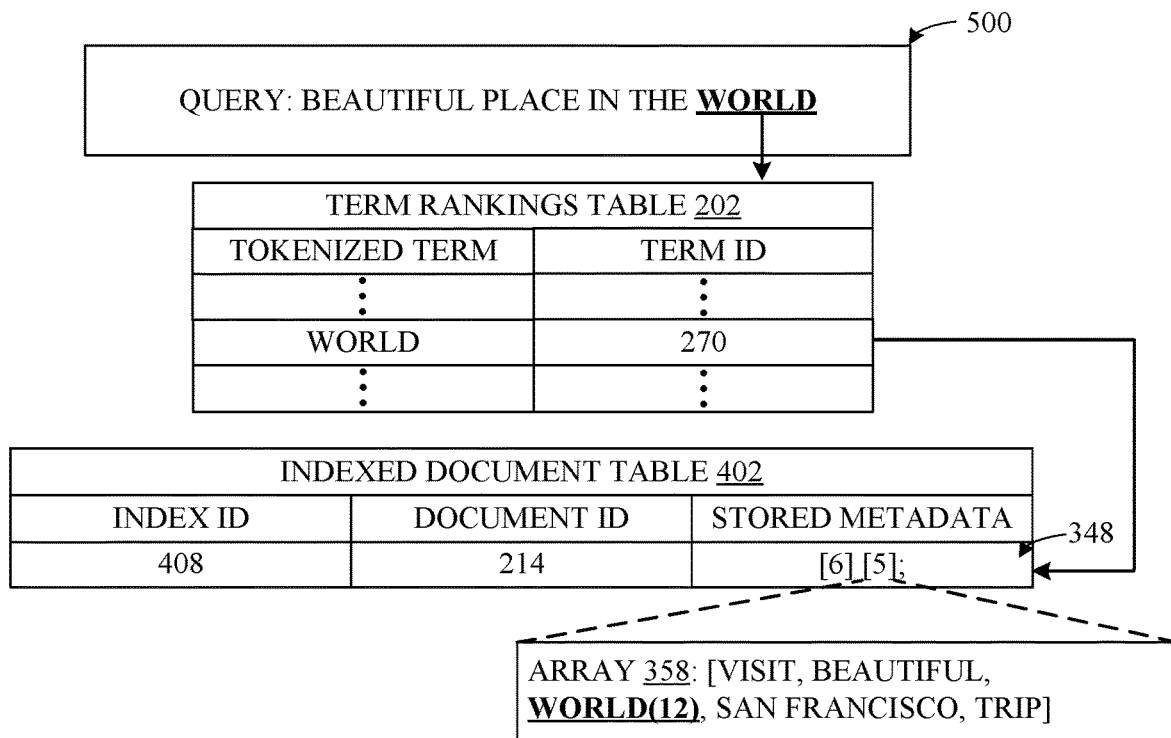 500
QUERY: BEAUTIFUL PLACE IN THE WORLD
TERM RANKINGS TABLE 202
TOKENIZED TERM TERM ID
WORLD 270
INDEXED DOCUMENT TABLE 402
INDEX ID DOCUMENT ID STORED METADATA
348
408 214 [6] [5];
ARRAY 358: [VISIT, BEAUTIFUL,
WORLD(12), SAN FRANCISCO, TRIP]